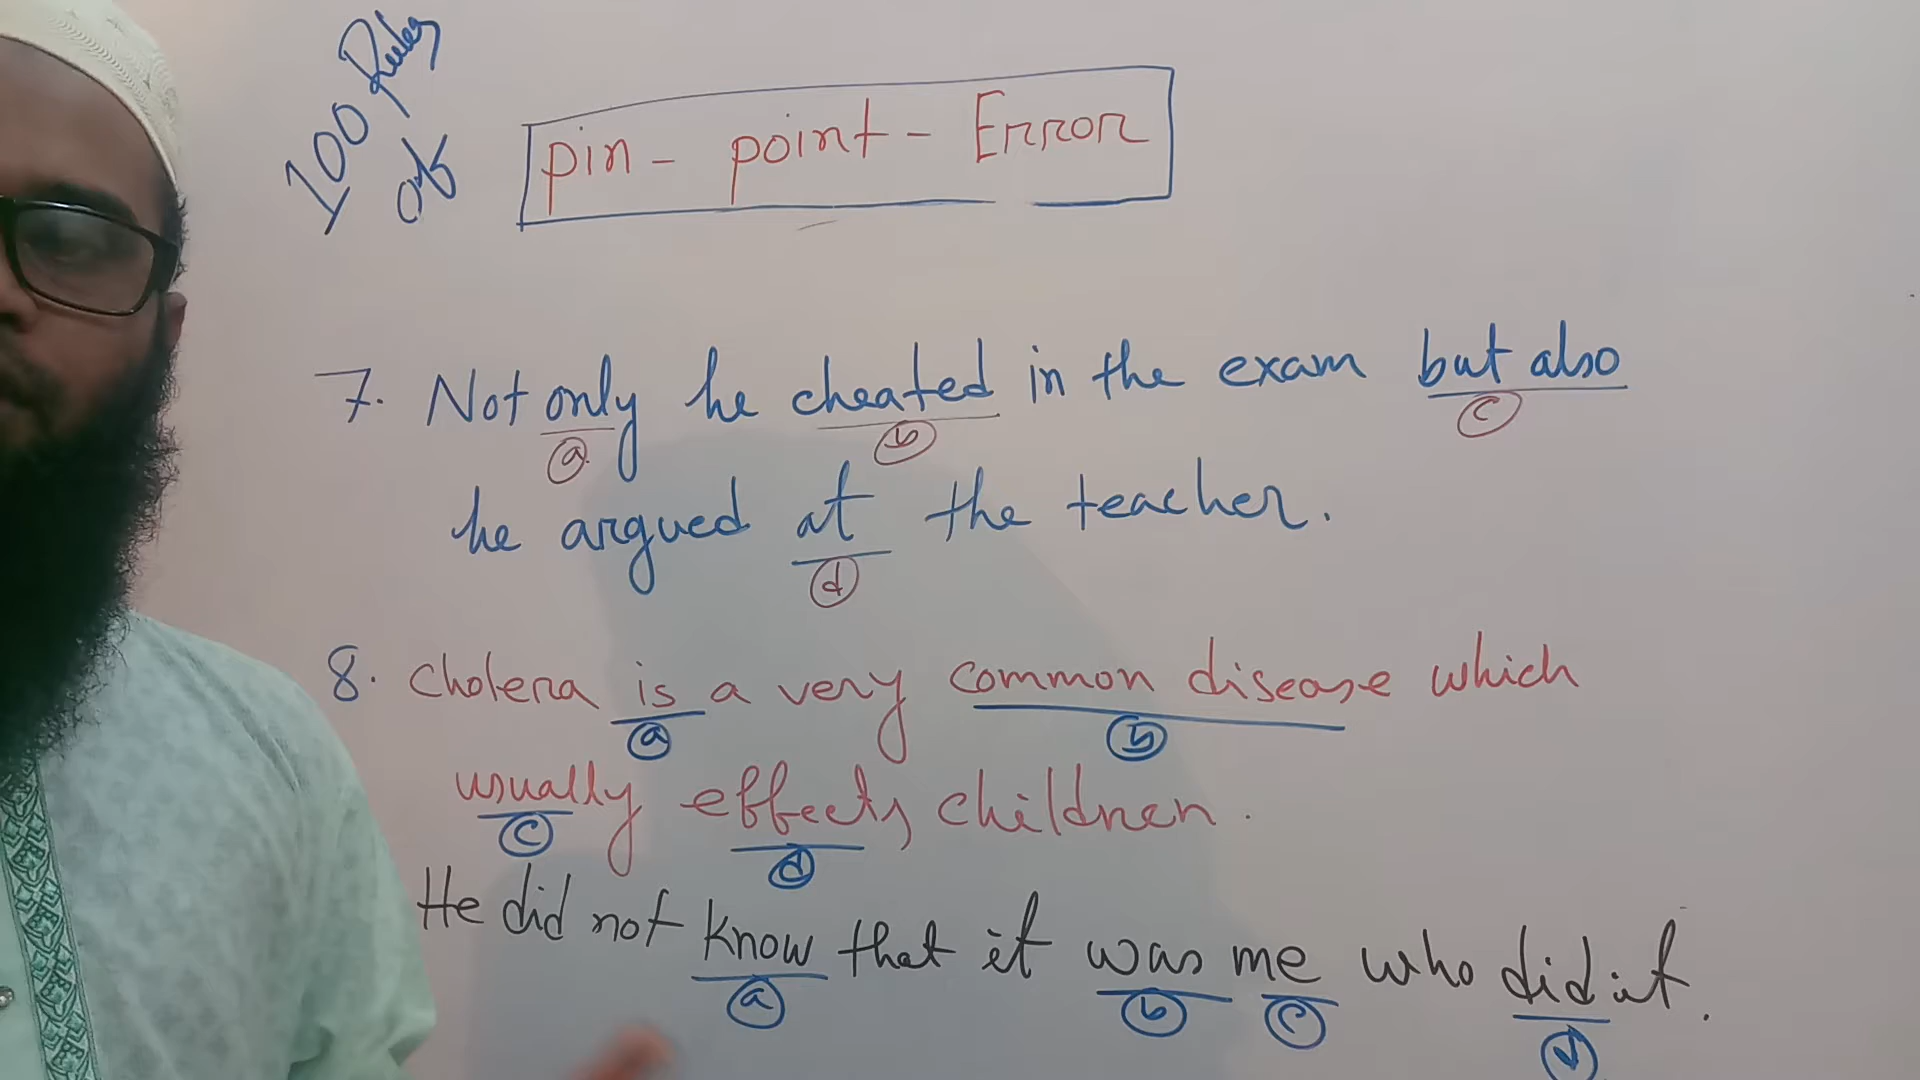 100 Rules
of
pin - point - Error
7. Not only he cheated in the exam but also
a b c
he argued at the teacher.
d
8. cholera is a very common disease which
a b
usually effects children.
c d
He did not know that it was me who did it.
a b c d